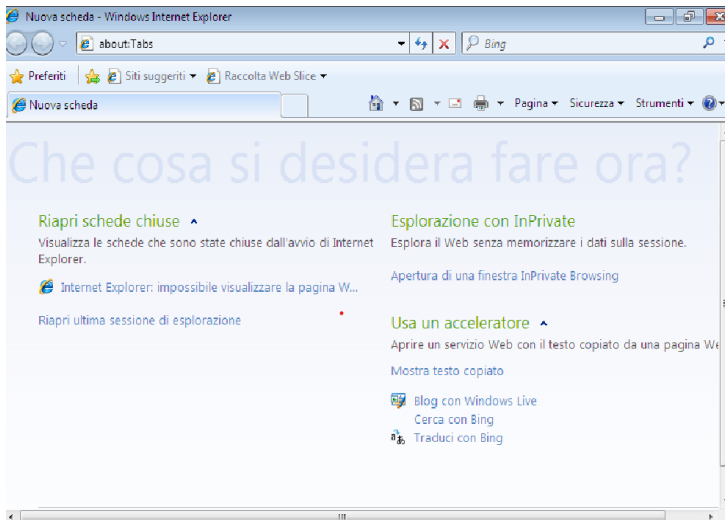 Nuova scheda - Windows Internet Explorer
about:Tabs
Bing
Preferiti
Siti suggeriti
Raccolta Web Slice
Nuova scheda
Pagina
Sicurezza
Strumenti
Che cosa si desidera fare ora?
Riapri schede chiuse
Visualizza le schede che sono state chiuse dall'avvio di Internet
Explorer.
Internet Explorer: impossibile visualizzare la pagina W...
Riapri ultima sessione di esplorazione
Esplorazione con InPrivate
Esplora il Web senza memorizzare i dati sulla sessione.
Apertura di una finestra InPrivate Browsing
Usa un acceleratore
Aprire un servizio Web con il testo copiato da una pagina We
Mostra testo copiato
Blog con Windows Live
Cerca con Bing
Traduci con Bing